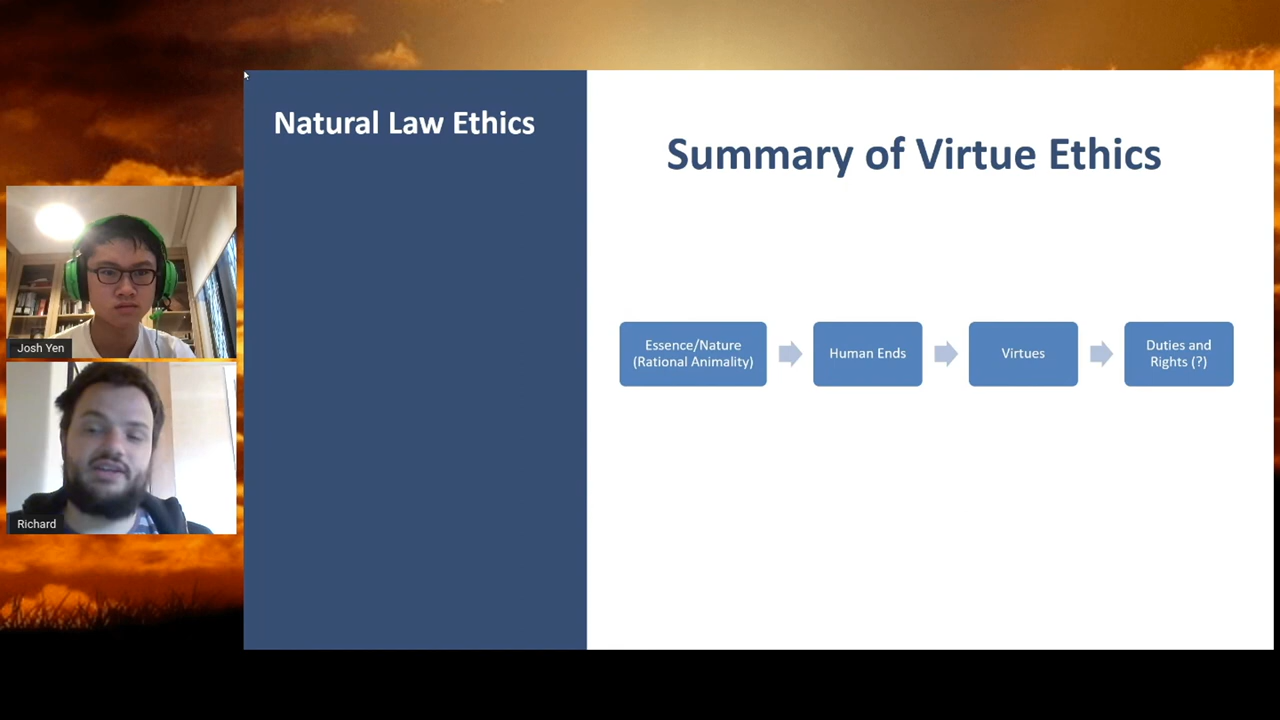 Natural Law Ethics
Summary of Virtue Ethics
Essence/Nature
(Rational Animality)
Human Ends
Virtues
Duties and
Rights (?)
Josh Yen
Richard